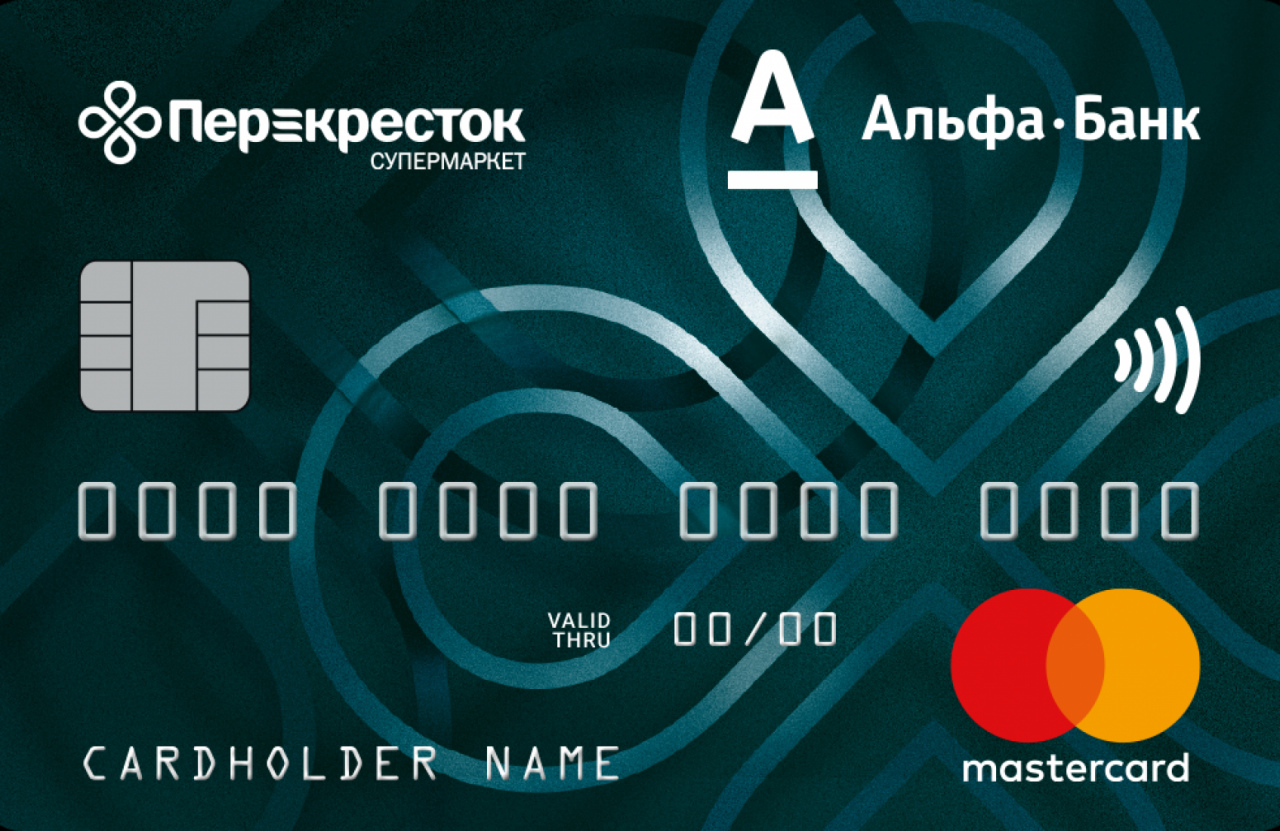 Перекресток
СУПЕРМАРКЕТ
А
Альфа·Банк
0000 0000 0000 0000
VALID
THRU
00/00
CARDHOLDER NAME
mastercard